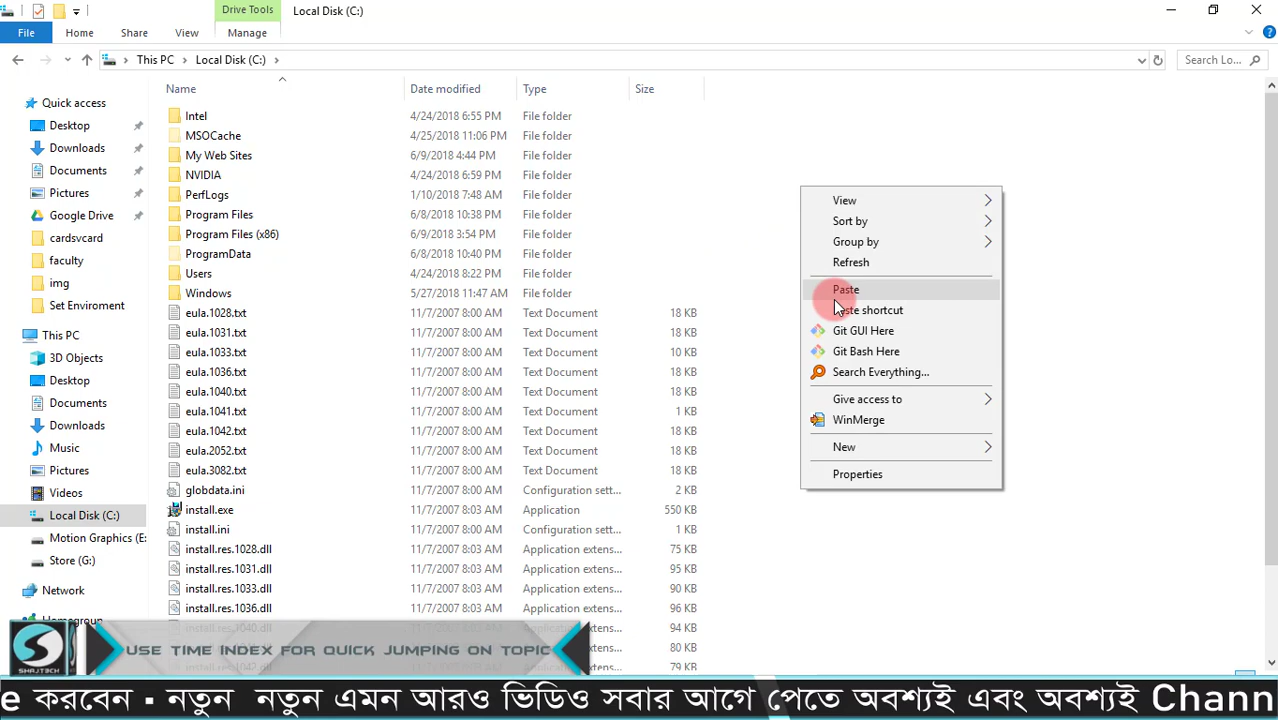 Drive Tools
Local Disk (C:)
File Home Share View Manage
This PC > Local Disk (C:) >
Search Lo...
Name Date modified Type Size
Quick access
Desktop
Downloads
Documents
Pictures
Google Drive
cardsvcard
faculty
img
Set Enviroment
This PC
3D Objects
Desktop
Documents
Downloads
Music
Pictures
Videos
Local Disk (C:)
Motion Graphics (E:
Store (G:)
Network
Homegroup
Intel 4/24/2018 6:55 PM File folder
MSOCache 4/25/2018 11:06 PM File folder
My Web Sites 6/9/2018 4:44 PM File folder
NVIDIA 4/24/2018 6:59 PM File folder
PerfLogs 1/10/2018 7:48 AM File folder
Program Files 6/8/2018 10:38 PM File folder
Program Files (x86) 6/9/2018 3:54 PM File folder
ProgramData 6/8/2018 10:40 PM File folder
Users 4/24/2018 8:22 PM File folder
Windows 5/27/2018 11:47 AM File folder
eula.1028.txt 11/7/2007 8:00 AM Text Document 18 KB
eula.1031.txt 11/7/2007 8:00 AM Text Document 18 KB
eula.1033.txt 11/7/2007 8:00 AM Text Document 10 KB
eula.1036.txt 11/7/2007 8:00 AM Text Document 18 KB
eula.1040.txt 11/7/2007 8:00 AM Text Document 18 KB
eula.1041.txt 11/7/2007 8:00 AM Text Document 1 KB
eula.1042.txt 11/7/2007 8:00 AM Text Document 18 KB
eula.2052.txt 11/7/2007 8:00 AM Text Document 18 KB
eula.3082.txt 11/7/2007 8:00 AM Text Document 18 KB
globdata.ini 11/7/2007 8:00 AM Configuration sett... 2 KB
install.exe 11/7/2007 8:03 AM Application 550 KB
install.ini 11/7/2007 8:00 AM Configuration sett... 1 KB
install.res.1028.dll 11/7/2007 8:03 AM Application extens... 75 KB
install.res.1031.dll 11/7/2007 8:03 AM Application extens... 95 KB
install.res.1033.dll 11/7/2007 8:03 AM Application extens... 90 KB
install.res.1036.dll 11/7/2007 8:03 AM Application extens... 96 KB
install.res.1040.dll 94 KB
80 KB
79 KB
View
Sort by
Group by
Refresh
Paste
Paste shortcut
Git GUI Here
Git Bash Here
Search Everything...
Give access to
WinMerge
New
Properties
SHAJTECH
USE TIME INDEX FOR QUICK JUMPING ON TOPIC
e করবেন ▪ নতুন নতুন এমন আরও ভিডিও সবার আগে পেতে অবশ্যই এবং অবশ্যই Chann